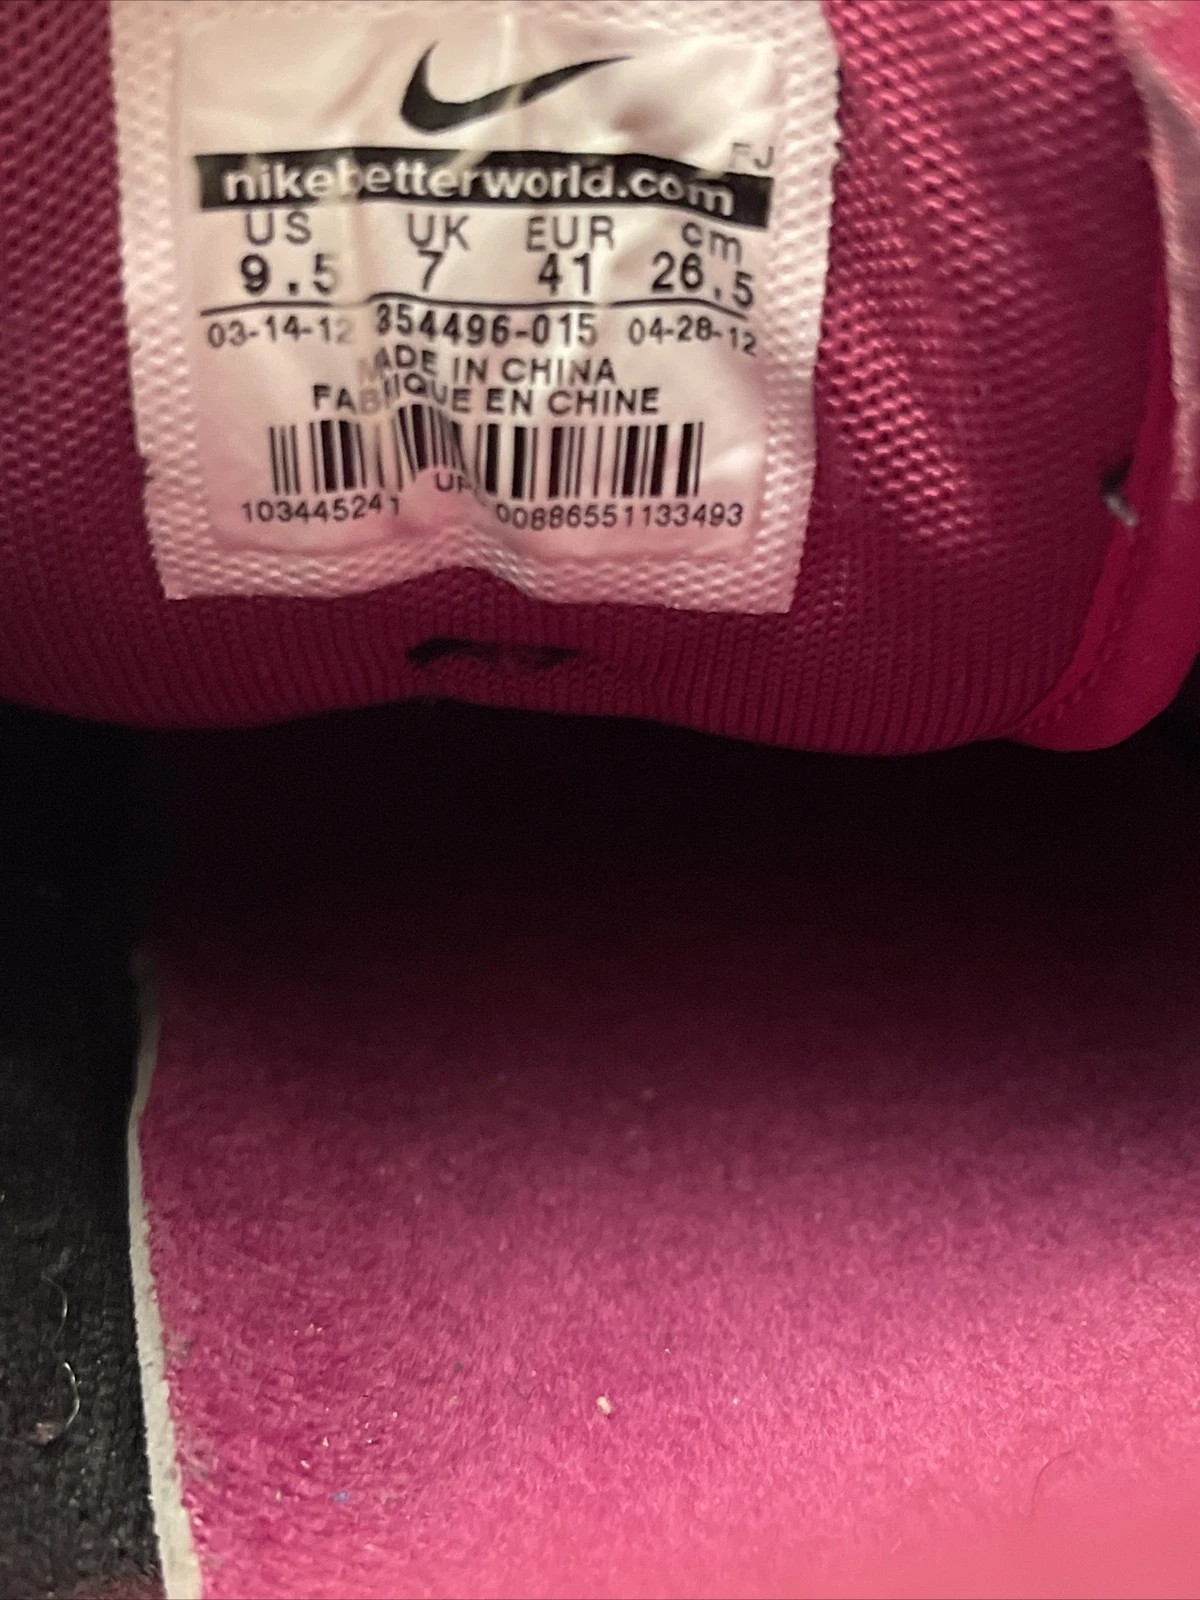 FJ
nikebetterworld.com
US UK EUR cm
9.5 7 41 26.5
03-14-12 354496-015 04-28-12
MADE IN CHINA
FABRIQUE EN CHINE
103445241 00886551133493